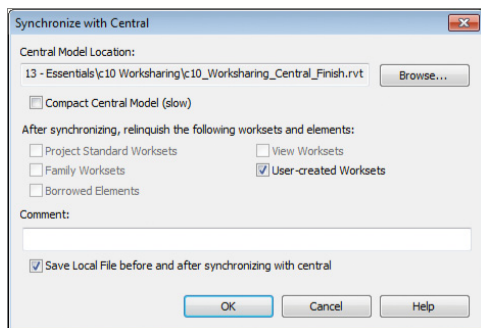 Synchronize with Central
Central Model Location:
13 - Essentials\c10 Worksharing\c10_Worksharing_Central_Finish.rvt
Browse...
Compact Central Model (slow)
After synchronizing, relinquish the following worksets and elements:
Project Standard Worksets
View Worksets
Family Worksets
User-created Worksets
Borrowed Elements
Comment:
Save Local File before and after synchronizing with central
OK
Cancel
Help